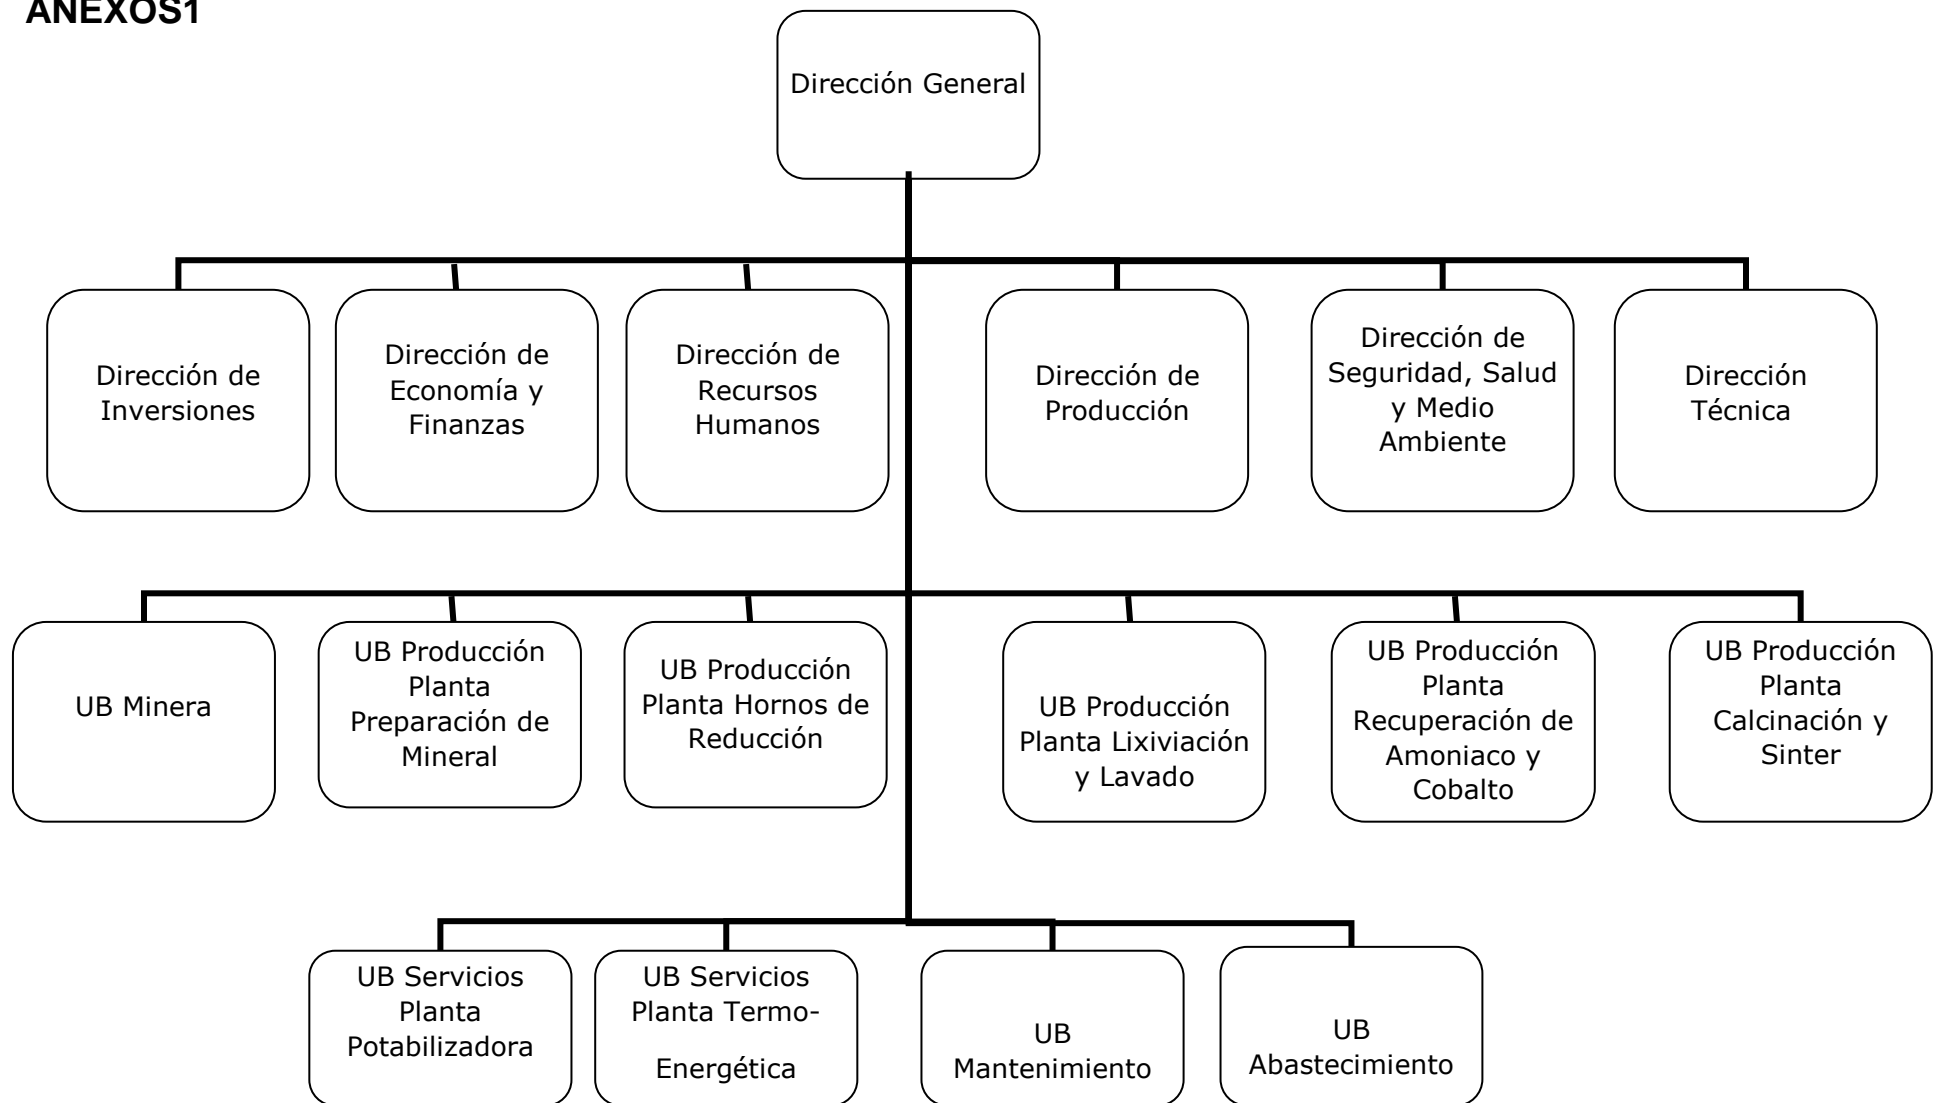 ANEXOS1
Dirección General
Dirección de
Inversiones
Dirección de
Economía y
Finanzas
Dirección de
Recursos
Humanos
Dirección de
Producción
Dirección de
Seguridad, Salud
y Medio
Ambiente
Dirección
Técnica
UB Minera
UB Producción
Planta
Preparación de
Mineral
UB Producción
Planta Hornos de
Reducción
UB Producción
Planta Lixiviación
y Lavado
UB Producción
Planta
Recuperación de
Amoniaco y
Cobalto
UB Producción
Planta
Calcinación y
Sinter
UB Servicios
Planta
Potabilizadora
UB Servicios
Planta Termo-
Energética
UB
Mantenimiento
UB
Abastecimiento